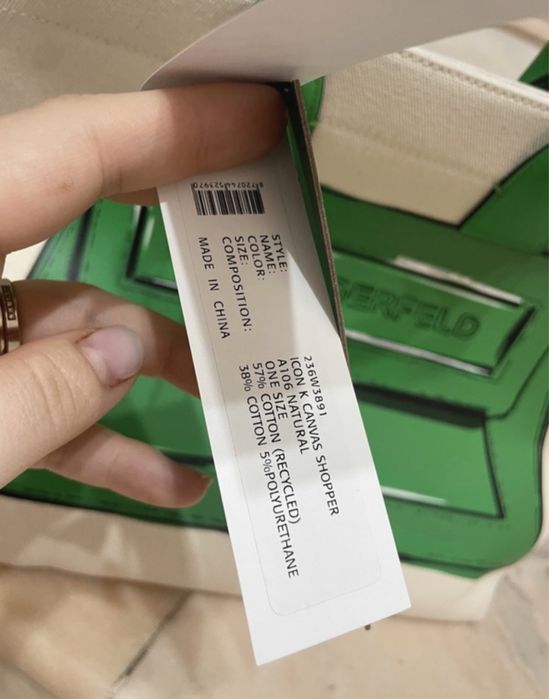 STYLE: 236W3891
NAME: ICON K CANVAS SHOPPER
COLOR: A106 NATURAL
SIZE: ONE SIZE
COMPOSITION: 57% COTTON (RECYCLED)
38% COTTON 5%POLYURETHANE
MADE IN CHINA